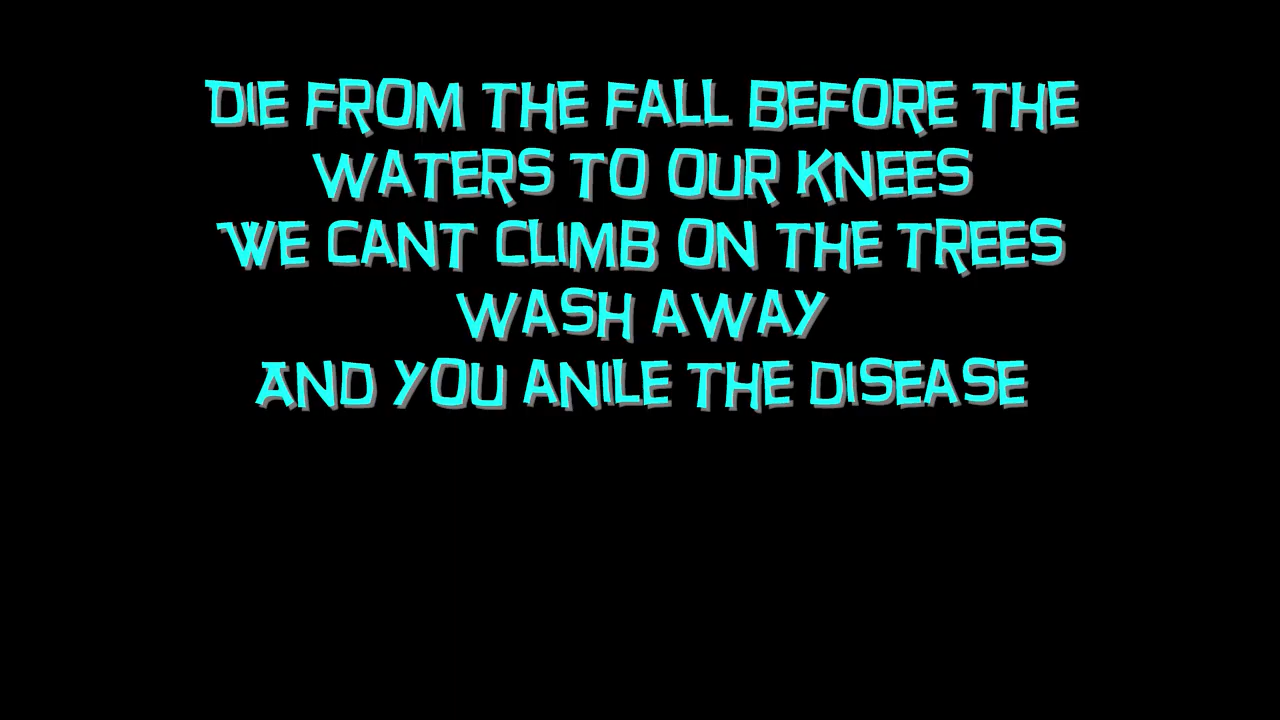 DIE FROM THE FALL BEFORE THE
WATERS TO OUR KNEES
WE CANT CLIMB ON THE TREES
WASH AWAY
AND YOU ANILE THE DISEASE